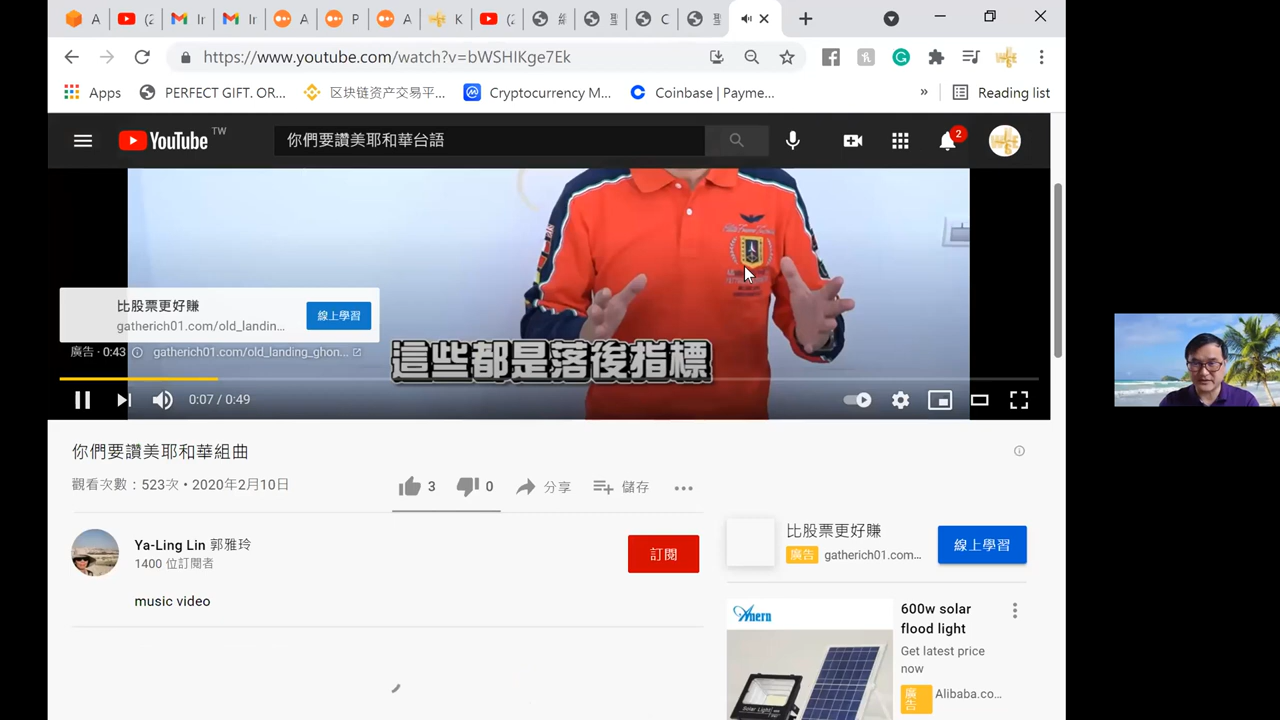 A
(2
Ir
Ir
A
P
A
K
(2
C
https://www.youtube.com/watch?v=bWSHIKge7Ek
Apps
PERFECT GIFT. OR...
区块链资产交易平...
Cryptocurrency M...
Coinbase | Payme...
»
Reading list
YouTube TW
你們要讚美耶和華台語
2
比股票更好賺
gatherich01.com/old_landin...
線上學習
廣告 · 0:43
gatherich01.com/old_landing_ghon...
這些都是落後指標
0:07 / 0:49
你們要讚美耶和華組曲
觀看次數：523次 • 2020年2月10日
3
0
分享
儲存
Ya-Ling Lin 郭雅玲
1400 位訂閱者
訂閱
music video
比股票更好賺
廣告 gatherich01.com...
線上學習
Anern
600w solar
flood light
Get latest price
now
廣告 Alibaba.co...